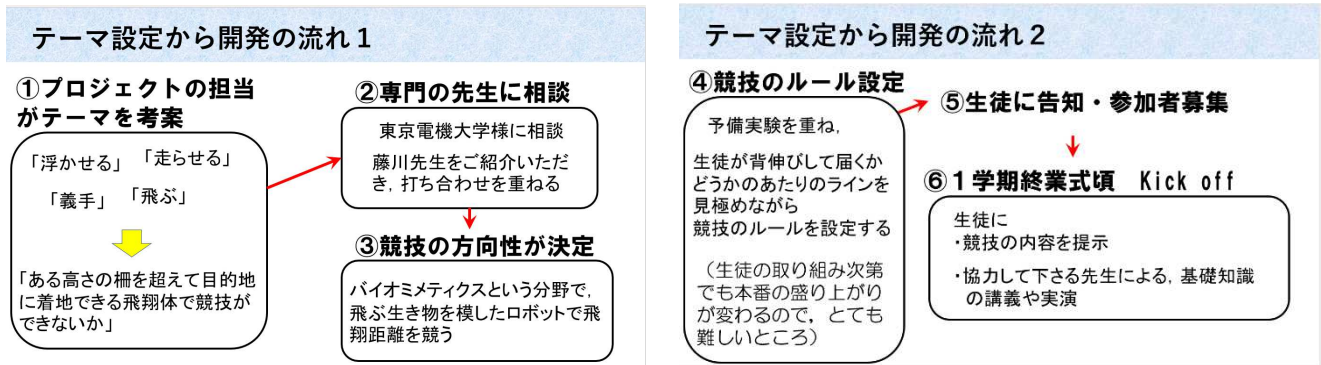 テーマ設定から開発の流れ1
①プロジェクトの担当
がテーマを考案
「浮かせる」 「走らせる」
「義手」 「飛ぶ」
「ある高さの柵を超えて目的地
に着地できる飛翔体で競技が
できないか」
②専門の先生に相談
東京電機大学様に相談
藤川先生をご紹介いただ
き，打ち合わせを重ねる
③競技の方向性が決定
バイオミメティクスという分野で，
飛ぶ生き物を模したロボットで飛
翔距離を競う
テーマ設定から開発の流れ2
④競技のルール設定
予備実験を重ね，
生徒が背伸びして届くか
どうかのあたりのラインを
見極めながら
競技のルールを設定する
（生徒の取り組み次第
でも本番の盛り上がり
が変わるので，とても
難しいところ）
⑤生徒に告知・参加者募集
⑥1学期終業式頃 Kick off
生徒に
・競技の内容を提示
・協力して下さる先生による，基礎知識
の講義や実演